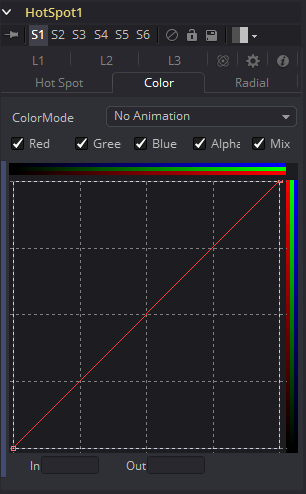 HotSpot1
S1 S2 S3 S4 S5 S6
L1 L2 L3
Hot Spot Color Radial
ColorMode No Animation
Red Gree Blue Alpha Mix
In Out